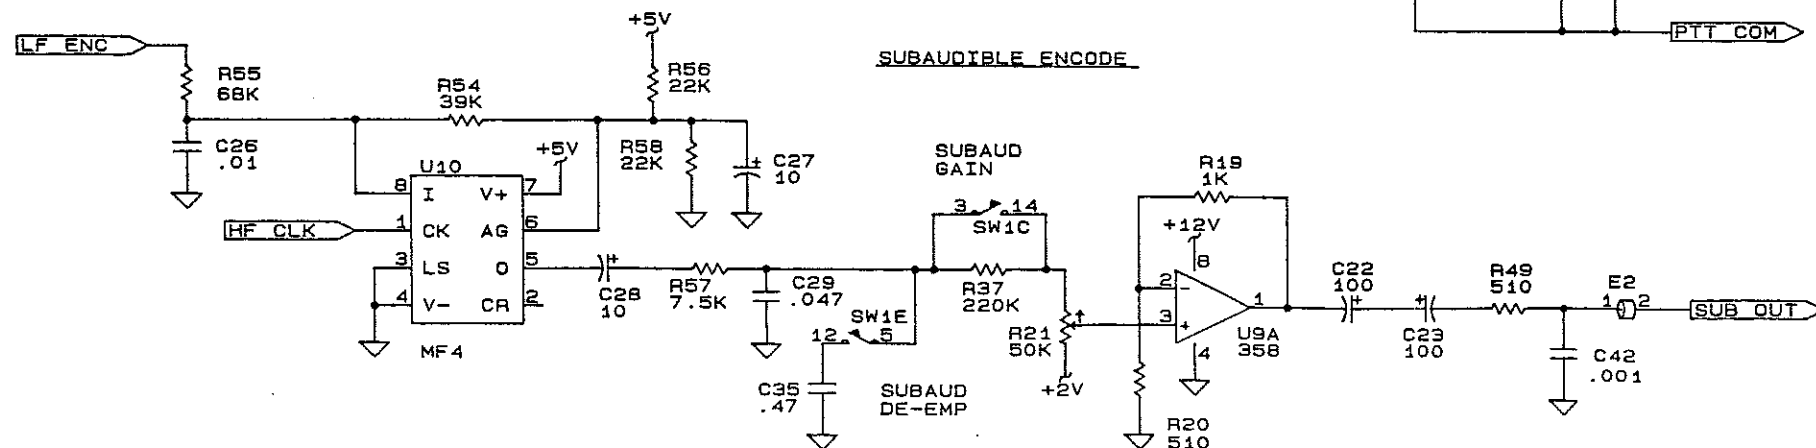 +5V
LF ENC
SUBAUDIBLE ENCODE
PTT COM
R55
68K
R54
39K
R56
22K
C26
.01
U10
+5V
R58
22K
C27
10
SUBAUD
GAIN
R19
1K
8 I V+ 7
3 14
SW1C
HF CLK
1 CK AG 6
+12V
8
3 LS O 5
C28
10
R57
7.5K
C29
.047
R37
220K
2 -
1
C22
100
R49
510
E2
1 2
SUB OUT
4 V- CR 2
SW1E
12 5
R21
50K
3 +
U9A
358
C23
100
MF4
4
C42
.001
C35
.47
SUBAUD
DE-EMP
+2V
R20
510